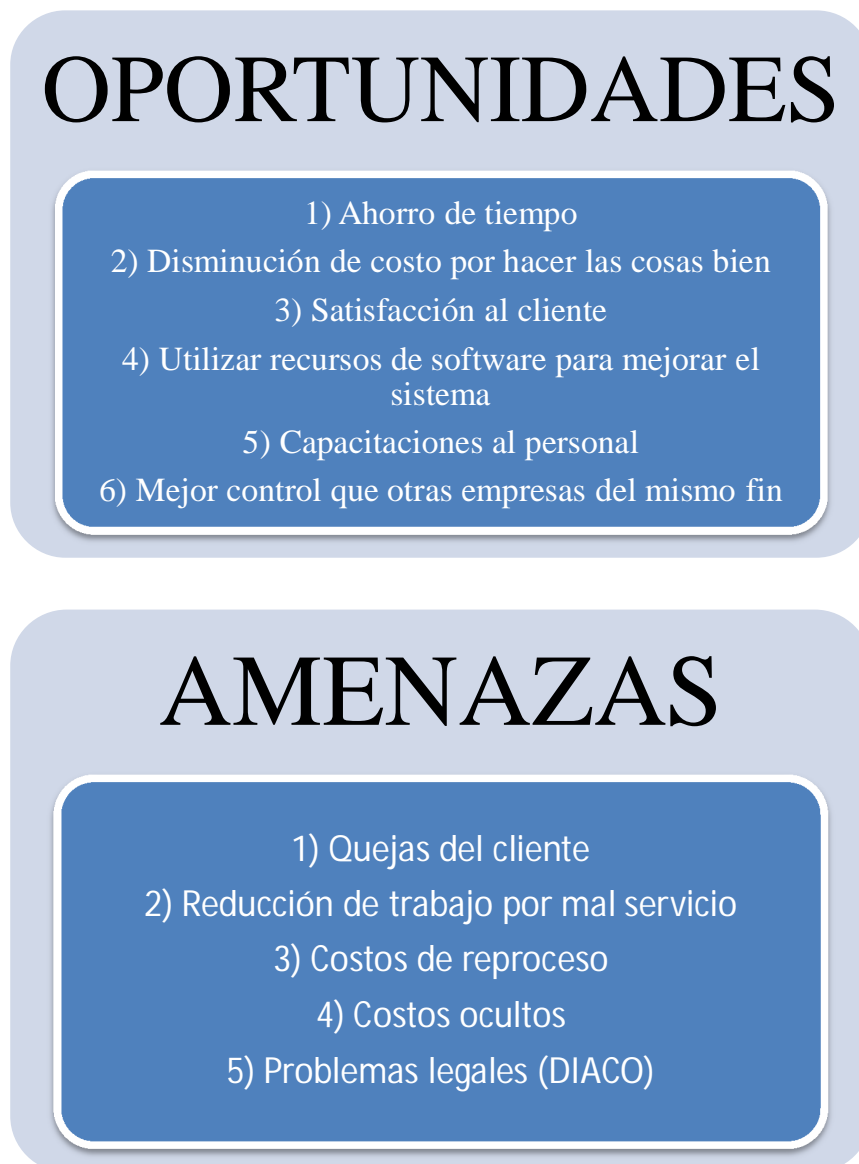 OPORTUNIDADES
1) Ahorro de tiempo
2) Disminución de costo por hacer las cosas bien
3) Satisfacción al cliente
4) Utilizar recursos de software para mejorar el
sistema
5) Capacitaciones al personal
6) Mejor control que otras empresas del mismo fin
AMENAZAS
1) Quejas del cliente
2) Reducción de trabajo por mal servicio
3) Costos de reproceso
4) Costos ocultos
5) Problemas legales (DIACO)